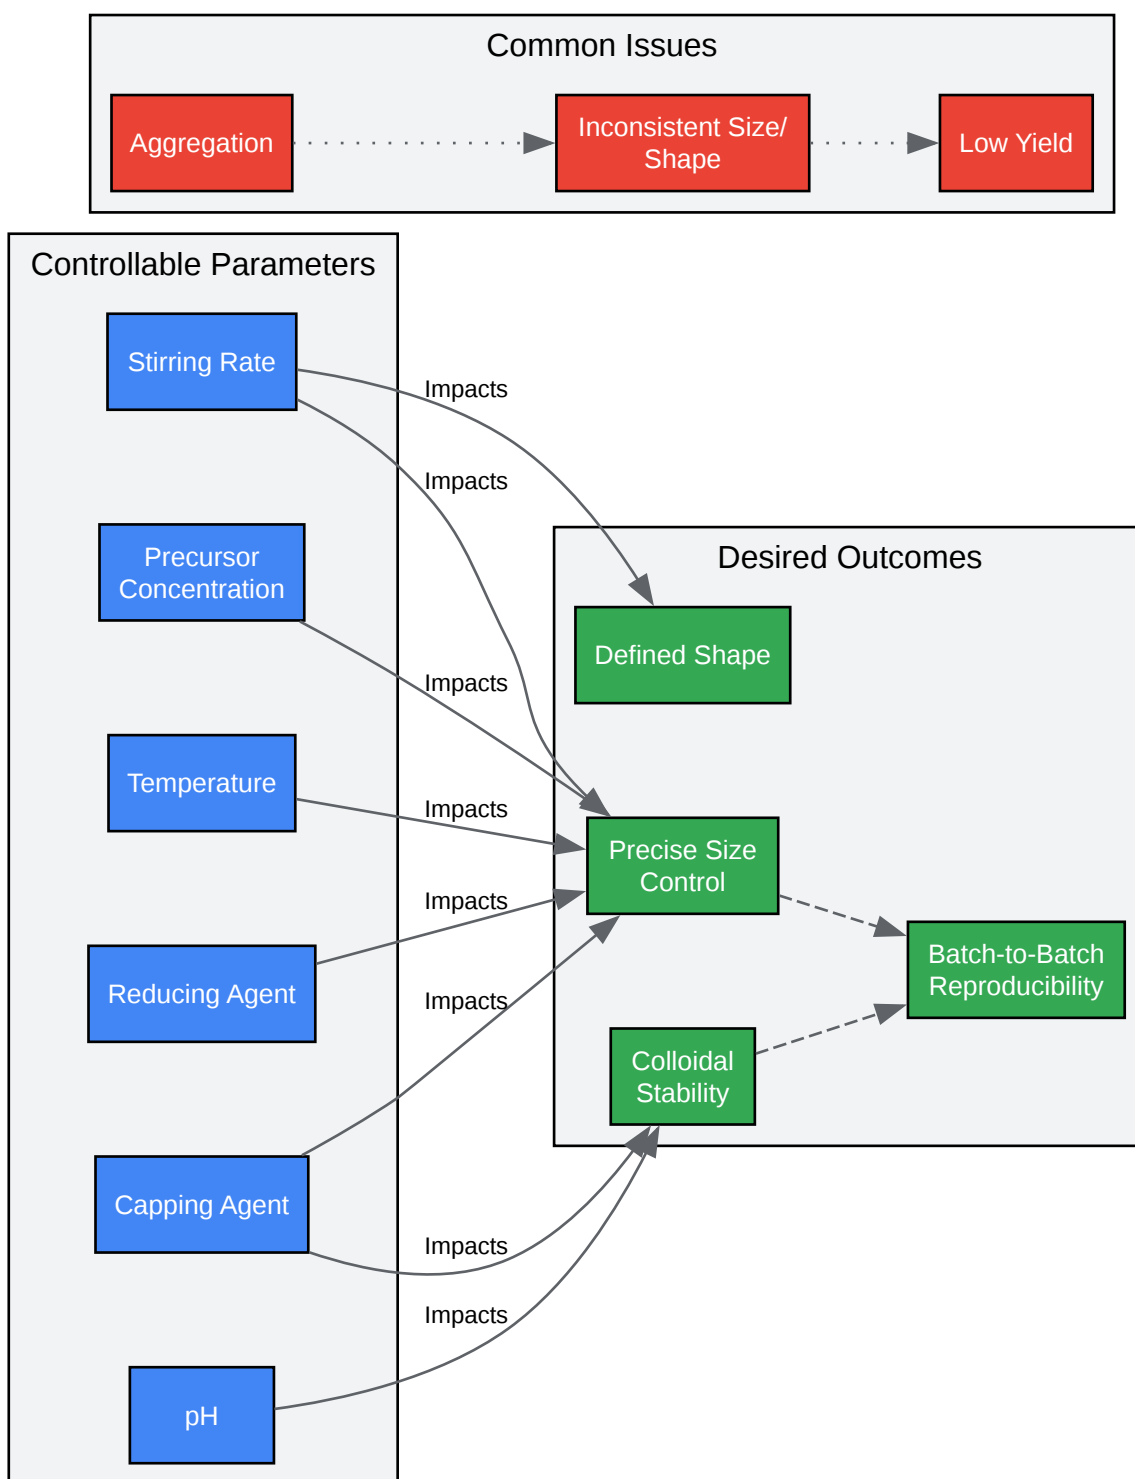 Common Issues
Aggregation
Inconsistent Size/
Shape
Low Yield
Controllable Parameters
Stirring Rate
Impacts
Impacts
Precursor
Concentration
Impacts
Temperature
Impacts
Reducing Agent
Impacts
Impacts
Capping Agent
Impacts
Impacts
pH
Desired Outcomes
Defined Shape
Precise Size
Control
Batch-to-Batch
Reproducibility
Colloidal
Stability